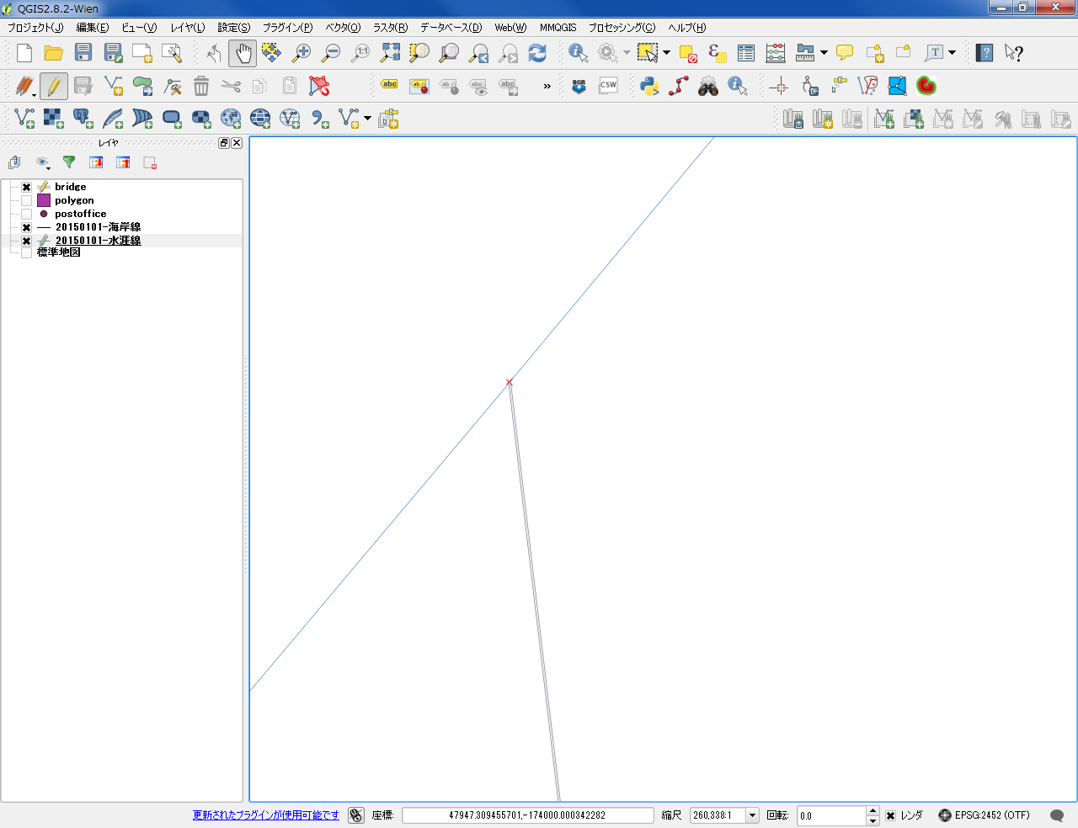 QGIS2.8.2-Wien
プロジェクト(J) 編集(E) ビュー(V) レイヤ(L) 設定(S) プラグイン(P) ベクタ(O) ラスタ(R) データベース(D) Web(W) MMQGIS プロセッシング(C) ヘルプ(H)
レイヤ
bridge
polygon
postoffice
20150101-海岸線
20150101-水涯線
標準地図
更新されたプラグインが使用可能です 座標: 47947.309455701,-174000.000342282 縮尺 260,338:1 回転: 0.0 レンダ EPSG:2452 (OTF)